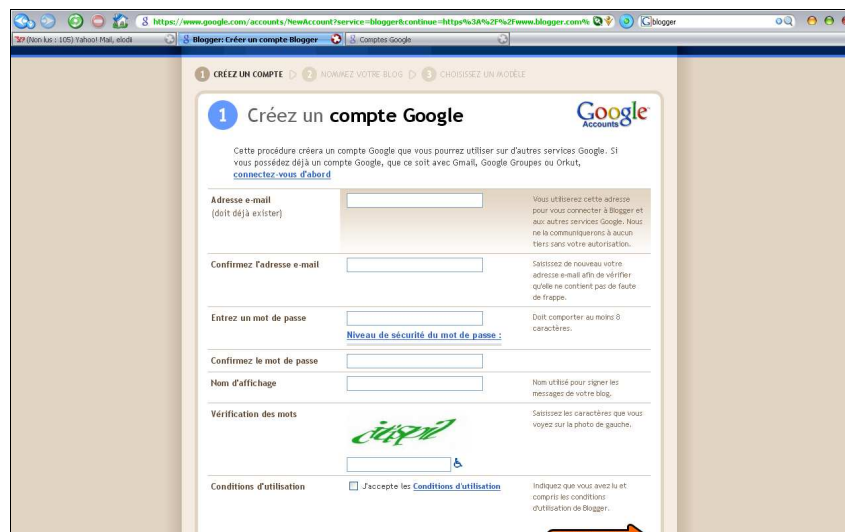 https://www.google.com/accounts/NewAccount?service=blogger&continue=https%3A%2F%2Fwww.blogger.com%
blogger
(Non lus : 105) Yahoo! Mail, elodii
Blogger: Créer un compte Blogger
Comptes Google
1 CRÉEZ UN COMPTE 2 NOMMEZ VOTRE BLOG 3 CHOISISSEZ UN MODÈLE
1 Créez un compte Google
Google
Accounts
Cette procédure créera un compte Google que vous pourrez utiliser sur d'autres services Google. Si
vous possédez déjà un compte Google, que ce soit avec Gmail, Google Groupes ou Orkut,
connectez-vous d'abord
Adresse e-mail
(doit déjà exister)
Vous utiliserez cette adresse
pour vous connecter à Blogger et
aux autres services Google. Nous
ne la communiquerons à aucun
tiers sans votre autorisation.
Confirmez l'adresse e-mail
Saisissez de nouveau votre
adresse e-mail afin de vérifier
qu'elle ne contient pas de faute
de frappe.
Entrez un mot de passe
Niveau de sécurité du mot de passe :
Doit comporter au moins 8
caractères.
Confirmez le mot de passe
Nom d'affichage
Nom utilisé pour signer les
messages de votre blog.
Vérification des mots
Saisissez les caractères que vous
voyez sur la photo de gauche.
Conditions d'utilisation
J'accepte les Conditions d'utilisation
Indiquez que vous avez lu et
compris les conditions
d'utilisation de Blogger.